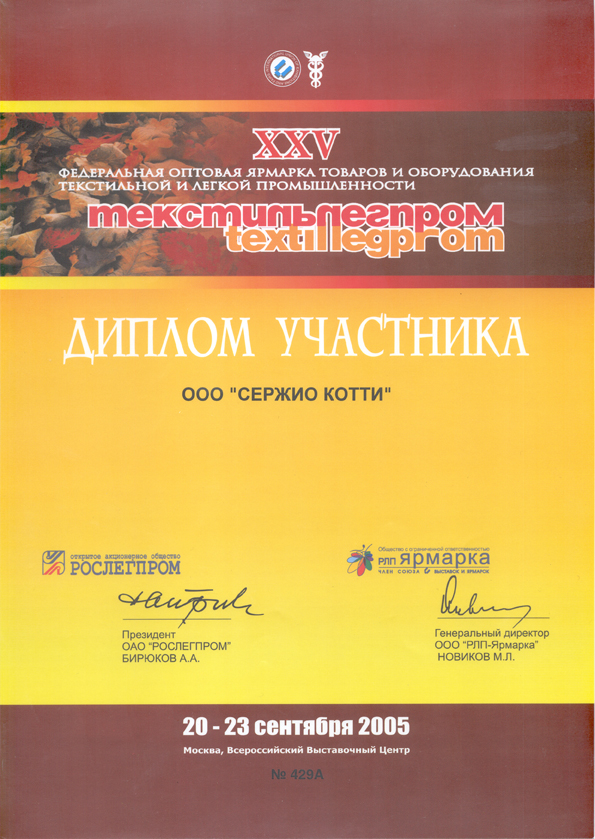 XXV
ФЕДЕРАЛЬНАЯ ОПТОВАЯ ЯРМАРКА ТОВАРОВ И ОБОРУДОВАНИЯ
ТЕКСТИЛЬНОЙ И ЛЕГКОЙ ПРОМЫШЛЕННОСТИ
текстильлегпром
textillegprom
ДИПЛОМ УЧАСТНИКА
ООО "СЕРЖИО КОТТИ"
открытое акционерное общество
РОСЛЕГПРОМ
Общество с ограниченной ответственностью
РЛП ярмарка
ЧЛЕН СОЮЗА ВЫСТАВОК И ЯРМАРОК
Президент
ОАО "РОСЛЕГПРОМ"
БИРЮКОВ А.А.
Генеральный директор
ООО "РЛП-Ярмарка"
НОВИКОВ М.Л.
20 - 23 сентября 2005
Москва, Всероссийский Выставочный Центр
№ 429А